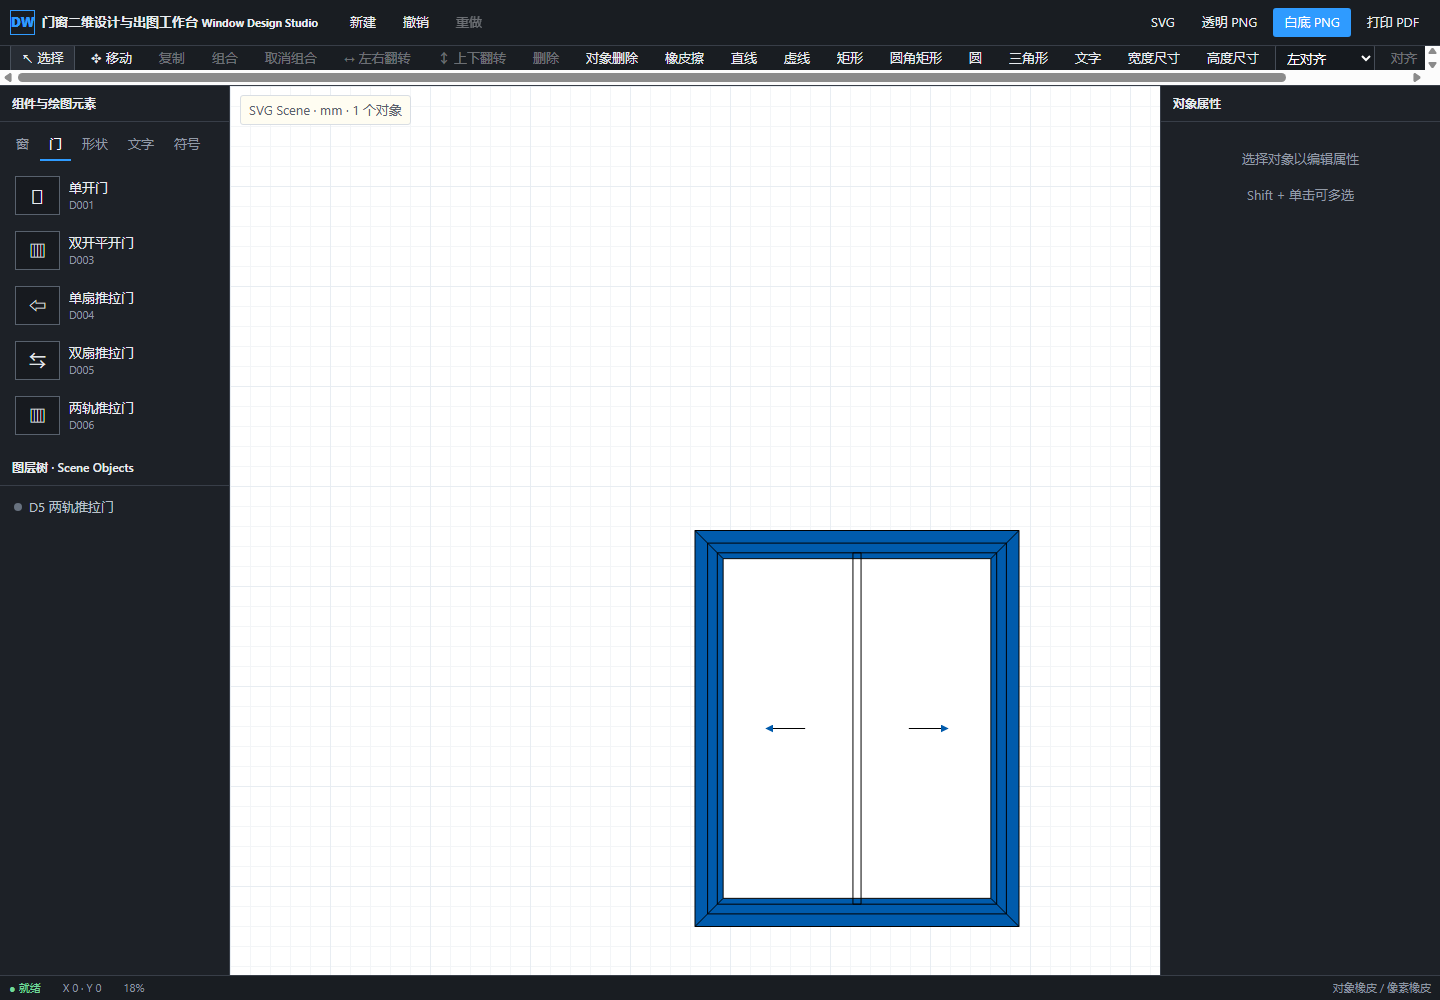 DW 门窗二维设计与出图工作台 Window Design Studio 新建 撤销 重做 SVG 透明 PNG 白底 PNG 打印 PDF
选择 移动 复制 组合 取消组合 左右翻转 上下翻转 删除 对象删除 橡皮擦 直线 虚线 矩形 圆角矩形 圆 三角形 文字 宽度尺寸 高度尺寸 左对齐 对齐
组件与绘图元素
窗 门 形状 文字 符号
单开门
D001
双开平开门
D003
单扇推拉门
D004
双扇推拉门
D005
两轨推拉门
D006
图层树 · Scene Objects
D5 两轨推拉门
SVG Scene · mm · 1 个对象
对象属性
选择对象以编辑属性
Shift + 单击可多选
就绪 X 0 · Y 0 18% 对象橡皮 / 像素橡皮